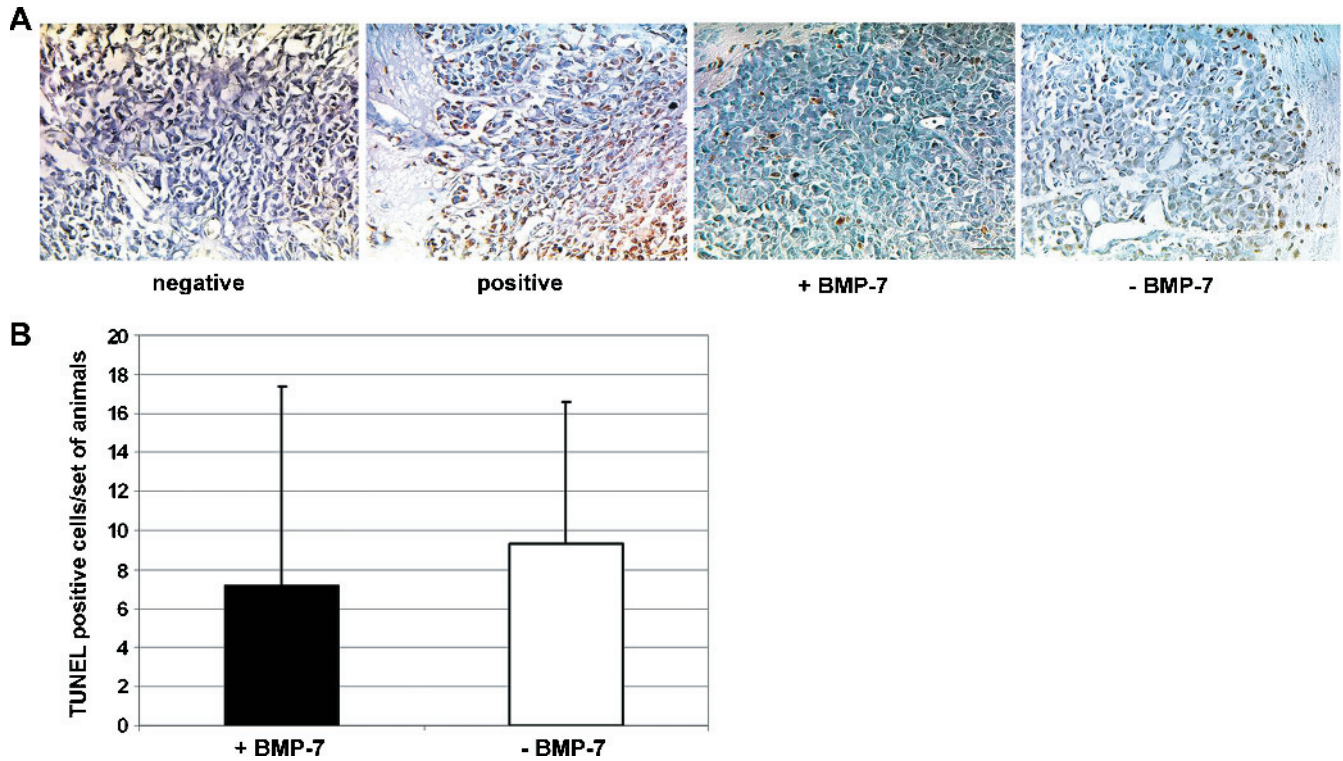 A
negative positive + BMP-7 - BMP-7
B
TUNEL positive cells/set of animals
20
18
16
14
12
10
8
6
4
2
0
+ BMP-7 - BMP-7